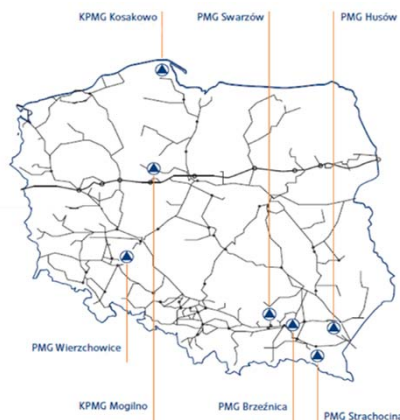 KPMG Kosakowo
PMG Swarzów
PMG Husów
PMG Wierzchowice
KPMG Mogilno
PMG Brzeźnica
PMG Strachocina